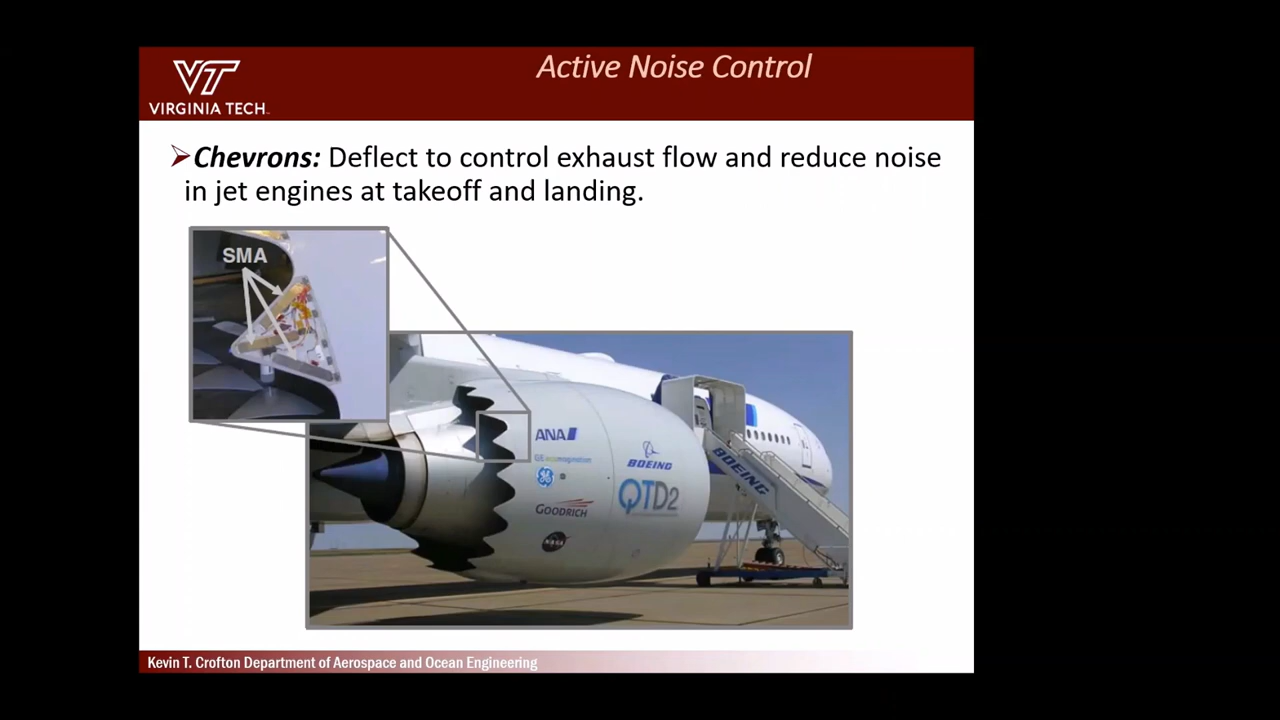 Active Noise Control
VIRGINIA TECH
➢Chevrons: Deflect to control exhaust flow and reduce noise
in jet engines at takeoff and landing.
SMA
ANA
BOEING
QTD2
GOODRICH
NASA
BOEING
Kevin T. Crofton Department of Aerospace and Ocean Engineering